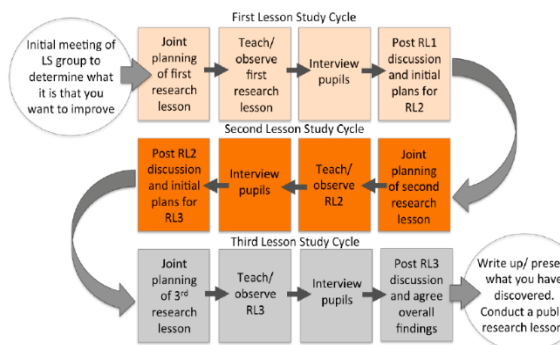 First Lesson Study Cycle
Initial meeting of
LS group to
determine what
it is that you
want to improve
Joint
planning
of first
research
lesson
Teach/
observe
first
research
lesson
Interview
pupils
Post RL1
discussion
and initial
plans for
RL2
Second Lesson Study Cycle
Joint
planning
of second
research
lesson
Teach/
observe
RL2
Interview
pupils
Post RL2
discussion
and initial
plans for
RL3
Third Lesson Study Cycle
Joint
planning
of 3rd
research
lesson
Teach/
observe
RL3
Interview
pupils
Post RL3
discussion
and agree
overall
findings
Write up/ presen
what you have
discovered.
Conduct a publi
research lesson